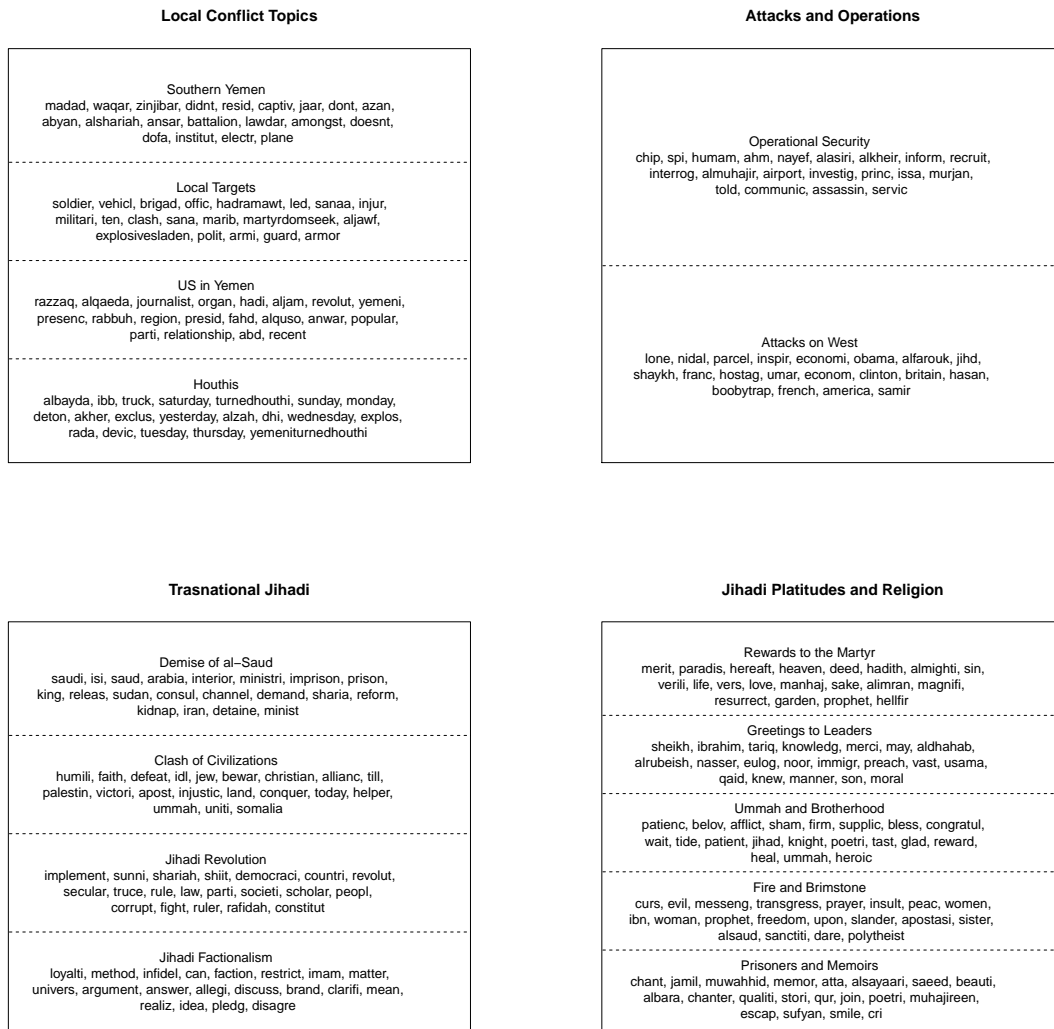 Local Conflict Topics
Southern Yemen
madad, waqar, zinjibar, didnt, resid, captiv, jaar, dont, azan,
abyan, alshariah, ansar, battalion, lawdar, amongst, doesnt,
dofa, institut, electr, plane
Local Targets
soldier, vehicl, brigad, offic, hadramawt, led, sanaa, injur,
militari, ten, clash, sana, marib, martyrdomseek, aljawf,
explosivesladen, polit, armi, guard, armor
US in Yemen
razzaq, alqaeda, journalist, organ, hadi, aljam, revolut, yemeni,
presenc, rabbuh, region, presid, fahd, alquso, anwar, popular,
parti, relationship, abd, recent
Houthis
albayda, ibb, truck, saturday, turnedhouthi, sunday, monday,
deton, akher, exclus, yesterday, alzah, dhi, wednesday, explos,
rada, devic, tuesday, thursday, yemeniturnedhouthi
Attacks and Operations
Operational Security
chip, spi, humam, ahm, nayef, alasiri, alkheir, inform, recruit,
interrog, almuhajir, airport, investig, princ, issa, murjan,
told, communic, assassin, servic
Attacks on West
lone, nidal, parcel, inspir, economi, obama, alfarouk, jihd,
shaykh, franc, hostag, umar, econom, clinton, britain, hasan,
boobytrap, french, america, samir
Trasnational Jihadi
Demise of al−Saud
saudi, isi, saud, arabia, interior, ministri, imprison, prison,
king, releas, sudan, consul, channel, demand, sharia, reform,
kidnap, iran, detaine, minist
Clash of Civilizations
humili, faith, defeat, idl, jew, bewar, christian, allianc, till,
palestin, victori, apost, injustic, land, conquer, today, helper,
ummah, uniti, somalia
Jihadi Revolution
implement, sunni, shariah, shiit, democraci, countri, revolut,
secular, truce, rule, law, parti, societi, scholar, peopl,
corrupt, fight, ruler, rafidah, constitut
Jihadi Factionalism
loyalti, method, infidel, can, faction, restrict, imam, matter,
univers, argument, answer, allegi, discuss, brand, clarifi, mean,
realiz, idea, pledg, disagre
Jihadi Platitudes and Religion
Rewards to the Martyr
merit, paradis, hereaft, heaven, deed, hadith, almighti, sin,
verili, life, vers, love, manhaj, sake, alimran, magnifi,
resurrect, garden, prophet, hellfir
Greetings to Leaders
sheikh, ibrahim, tariq, knowledg, merci, may, aldhahab,
alrubeish, nasser, eulog, noor, immigr, preach, vast, usama,
qaid, knew, manner, son, moral
Ummah and Brotherhood
patienc, belov, afflict, sham, firm, supplic, bless, congratul,
wait, tide, patient, jihad, knight, poetri, tast, glad, reward,
heal, ummah, heroic
Fire and Brimstone
curs, evil, messeng, transgress, prayer, insult, peac, women,
ibn, woman, prophet, freedom, upon, slander, apostasi, sister,
alsaud, sanctiti, dare, polytheist
Prisoners and Memoirs
chant, jamil, muwahhid, memor, atta, alsayaari, saeed, beauti,
albara, chanter, qualiti, stori, qur, join, poetri, muhajireen,
escap, sufyan, smile, cri